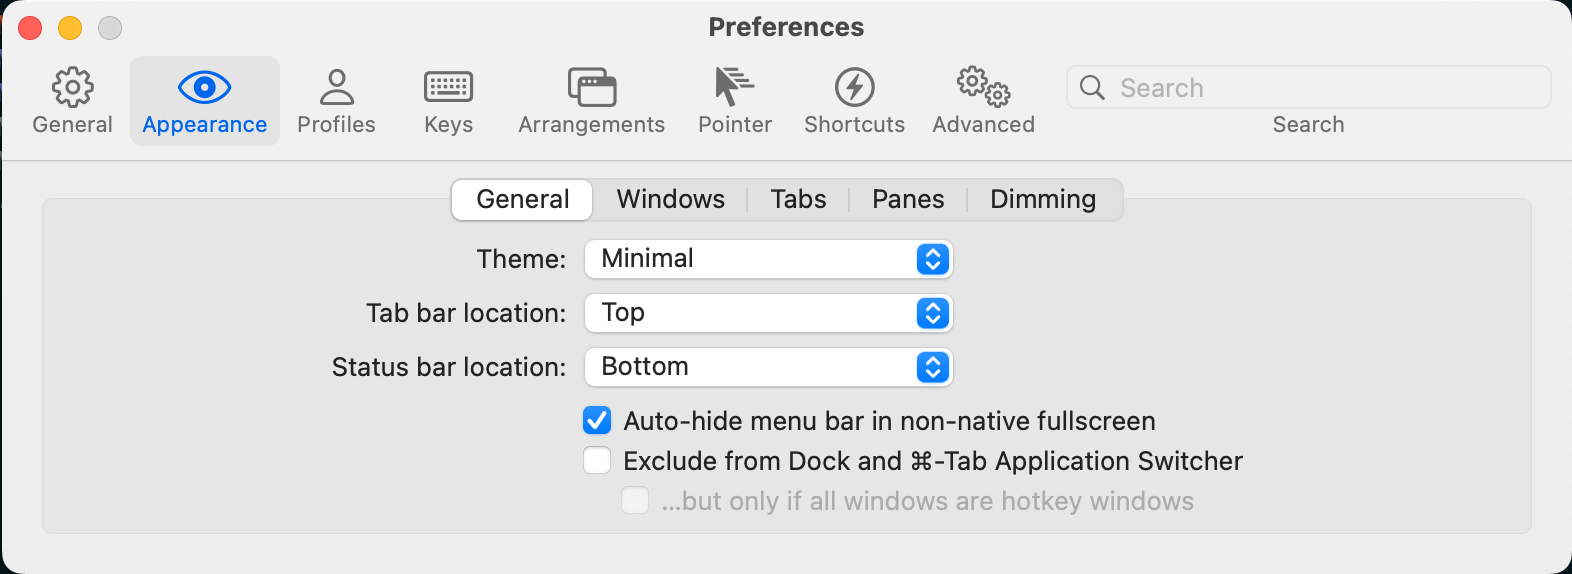 Preferences
General Appearance Profiles Keys Arrangements Pointer Shortcuts Advanced Search
Search
General Windows Tabs Panes Dimming
Theme: Minimal
Tab bar location: Top
Status bar location: Bottom
Auto-hide menu bar in non-native fullscreen
Exclude from Dock and ⌘-Tab Application Switcher
...but only if all windows are hotkey windows